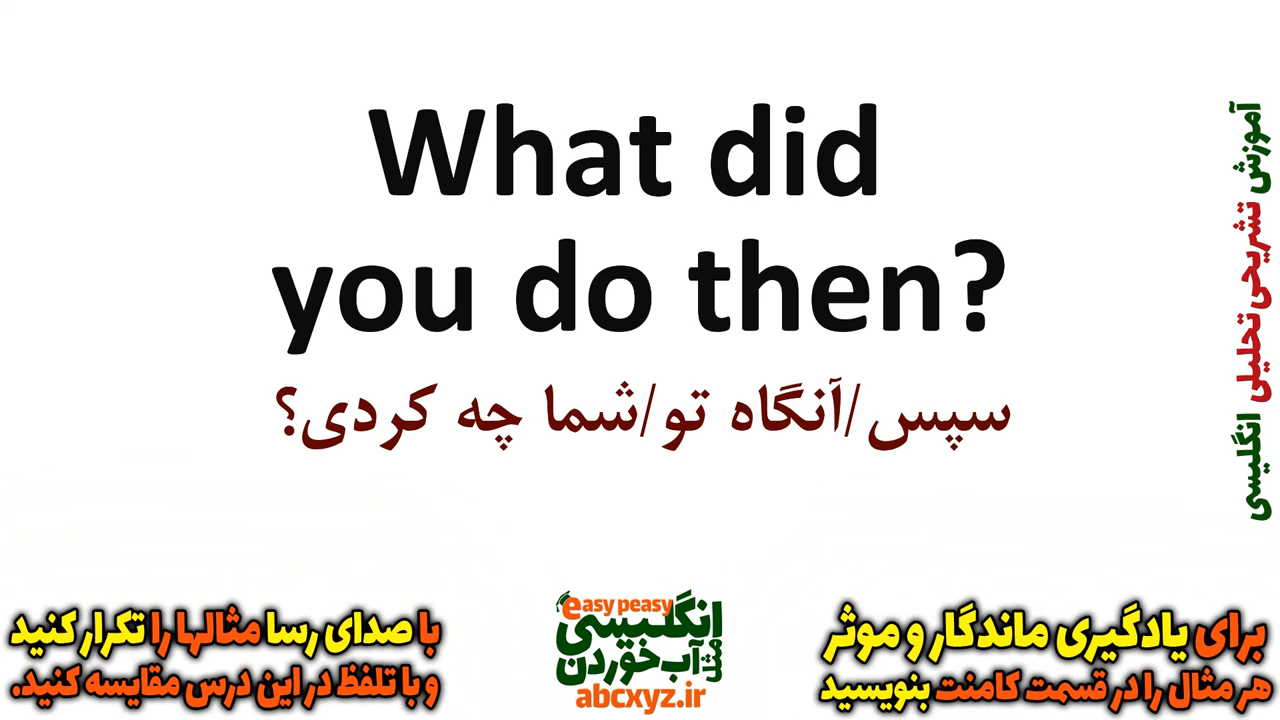 What did
you do then?
سپس/آنگاه تو/شما چه کردی؟
آموزش تشریحی تحلیلی انگلیسی
برای یادگیری ماندگار و موثر
هر مثال را در قسمت کامنت بنویسید
easy peasy
انگلیسی
مثل آب خوردن
abcxyz.ir
با صدای رسا مثالها را تکرار کنید
و با تلفظ در این درس مقایسه کنید.